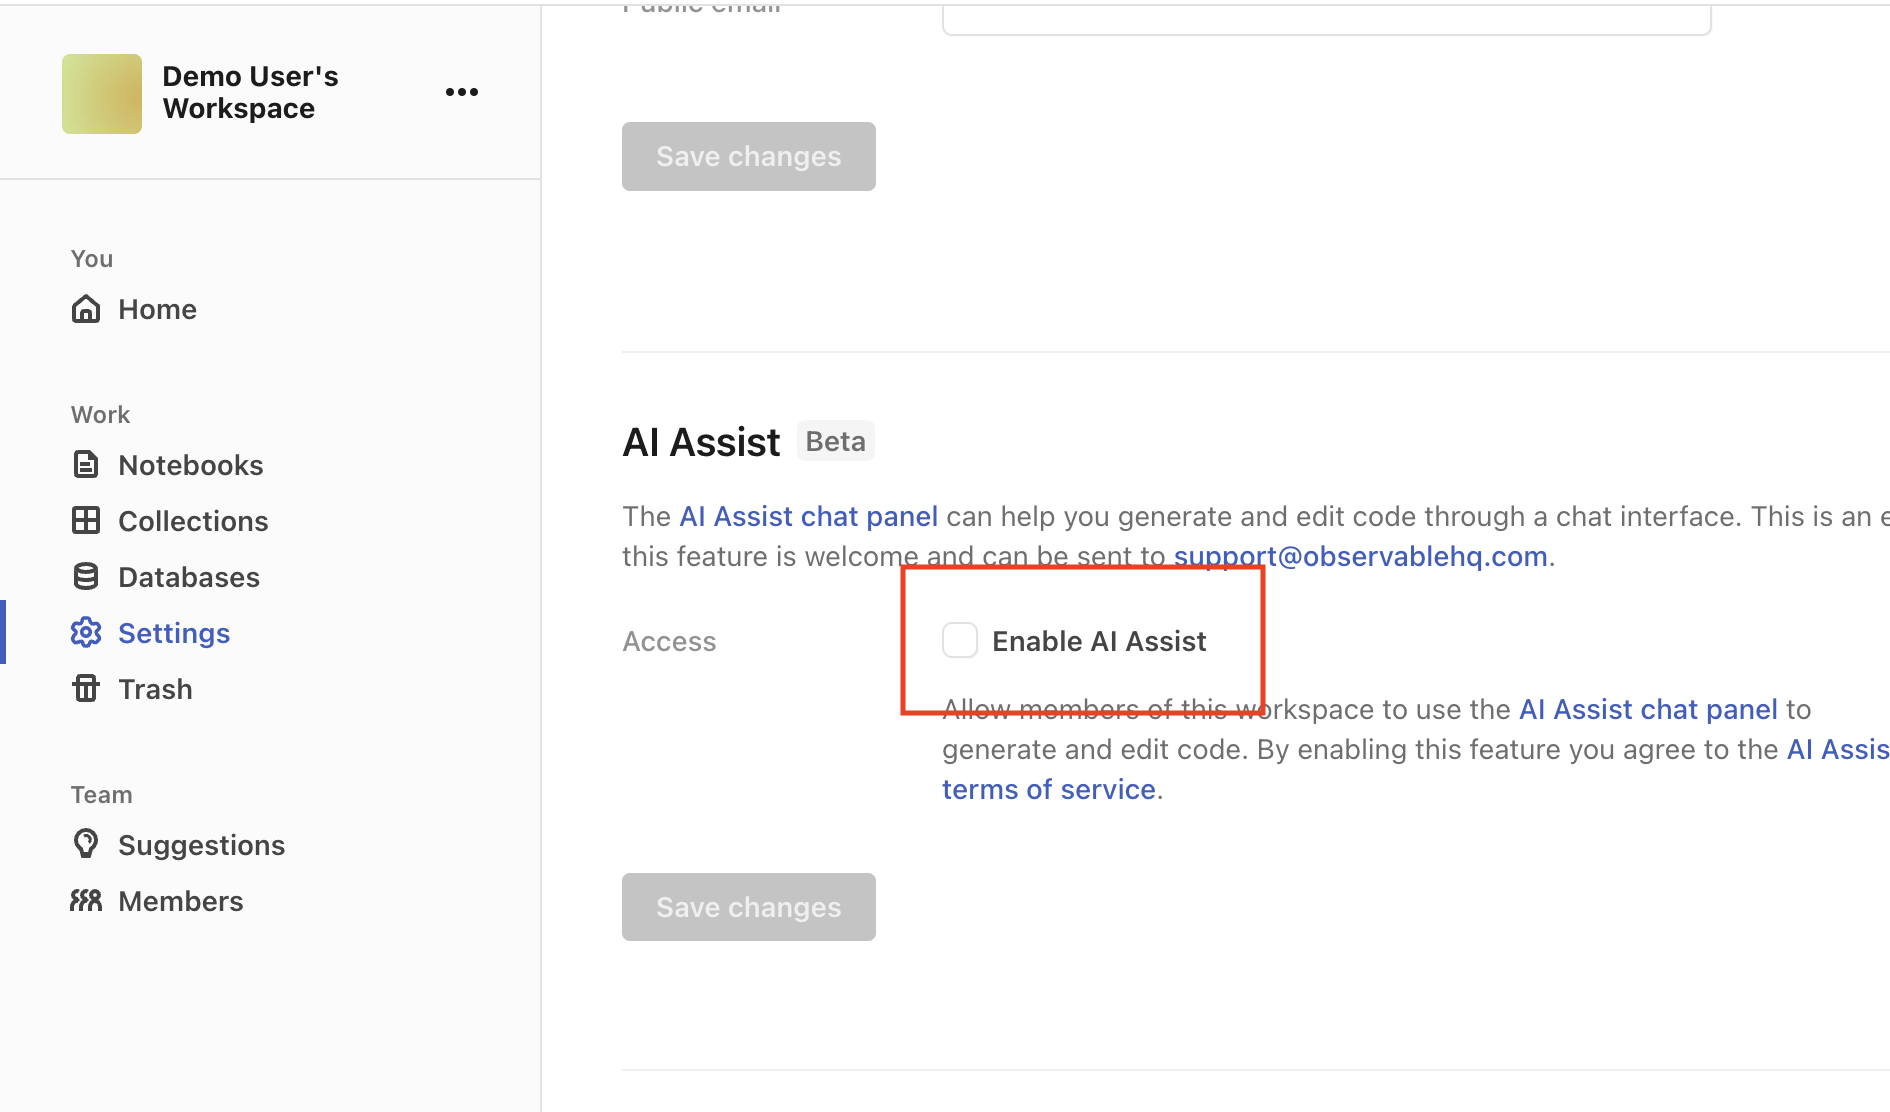 Public email
Demo User's
Workspace
Save changes
You
Home
Work
Notebooks
Collections
Databases
Settings
Trash
Team
Suggestions
Members
AI Assist Beta
The AI Assist chat panel can help you generate and edit code through a chat interface. This is an
this feature is welcome and can be sent to support@observablehq.com.
Access
Enable AI Assist
Allow members of this workspace to use the AI Assist chat panel to
generate and edit code. By enabling this feature you agree to the AI Assis
terms of service.
Save changes